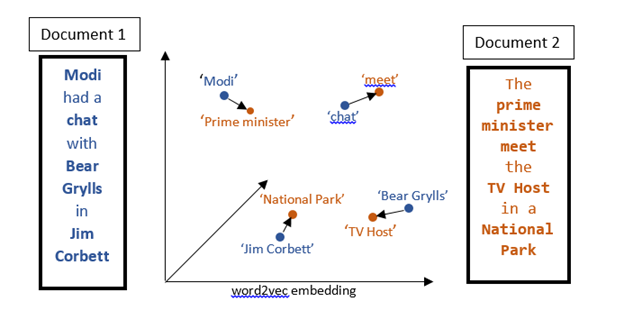 Document 1
Modi
had a
chat
with
Bear
Grylls
in
Jim
Corbett
‘Modi’
‘Prime minister’
‘meet’
‘chat’
‘National Park’
‘Jim Corbett’
‘Bear Grylls’
‘TV Host’
word2vec embedding
Document 2
The
prime
minister
meet
the
TV Host
in a
National
Park